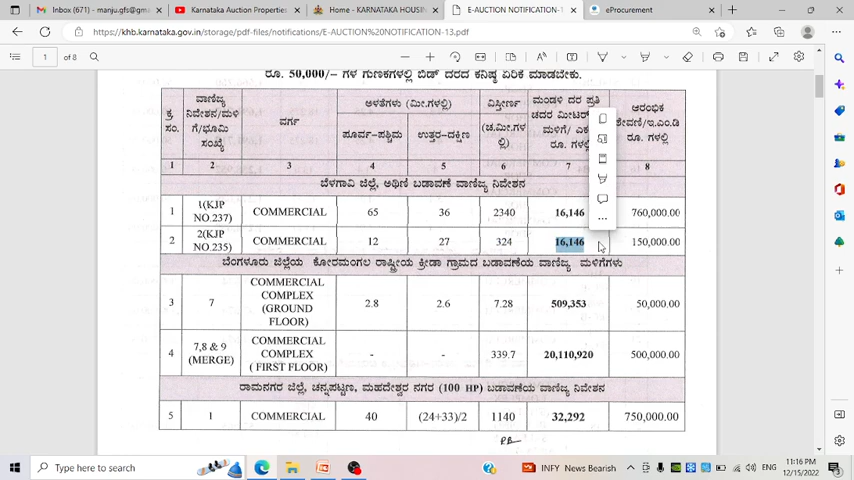 Inbox (671) - manju.gfs@gma
Karnataka Auction Properties
Home - KARNATAKA HOUSIN
E-AUCTION NOTIFICATION-1
eProcurement
https://khb.karnataka.gov.in/storage/pdf-files/notifications/E-AUCTION%20NOTIFICATION-13.pdf
1 of 8
ರೂ. 50,000/– ಗಳ ಗುಣಕಗಳಲ್ಲಿ ಬಿಡ್ ದರದ ಕನಿಷ್ಠ ಏರಿಕೆ ಮಾಡಬೇಕು.
ಕ್ರ ಸಂ. ವಾಣಿಜ್ಯ ನಿವೇಶನ/ಮಳಿಗೆ/ಭೂಮಿ ಸಂಖ್ಯೆ ವರ್ಗ ಅಳತೆಗಳು (ಮೀ.ಗಳಲ್ಲಿ) ವಿಸ್ತೀರ್ಣ (ಚ.ಮೀ.ಗಳಲ್ಲಿ) ಮಂಡಳಿ ದರ ಪ್ರತಿ ಚದರ ಮೀಟರ್ ಮಳಿಗೆ/ ಎಕ ರೂ. ಗಳಲ್ಲಿ ಆರಂಭಿಕ ಠೇವಣಿ/ಇ.ಎಂ.ಡಿ ರೂ. ಗಳಲ್ಲಿ
ಪೂರ್ವ–ಪಶ್ಚಿಮ ಉತ್ತರ–ದಕ್ಷಿಣ
1 2 3 4 5 6 7 8
ಬೆಳಗಾವಿ ಜಿಲ್ಲೆ, ಅಥಿಣಿ ಬಡಾವಣೆ ವಾಣಿಜ್ಯ ನಿವೇಶನ
1 1(KJP NO.237) COMMERCIAL 65 36 2340 16,146 760,000.00
2 2(KJP NO.235) COMMERCIAL 12 27 324 16,146 150,000.00
ಬೆಂಗಳೂರು ಜಿಲ್ಲೆಯ ಕೋರಮಂಗಲ ರಾಷ್ಟ್ರೀಯ ಕ್ರೀಡಾ ಗ್ರಾಮದ ಬಡಾವಣೆಯ ವಾಣಿಜ್ಯ ಮಳಿಗೆಗಳು
3 7 COMMERCIAL COMPLEX (GROUND FLOOR) 2.8 2.6 7.28 509,353 50,000.00
4 7,8 & 9 (MERGE) COMMERCIAL COMPLEX ( FIRST FLOOR) - - 339.7 20,110,920 500,000.00
ರಾಮನಗರ ಜಿಲ್ಲೆ, ಚನ್ನಪಟ್ಟಣ, ಮಹದೇಶ್ವರ ನಗರ (100 HP) ಬಡಾವಣೆಯ ವಾಣಿಜ್ಯ ನಿವೇಶನ
5 1 COMMERCIAL 40 (24+33)/2 1140 32,292 750,000.00
Type here to search
INFY News Bearish
ENG
11:16 PM
12/15/2022